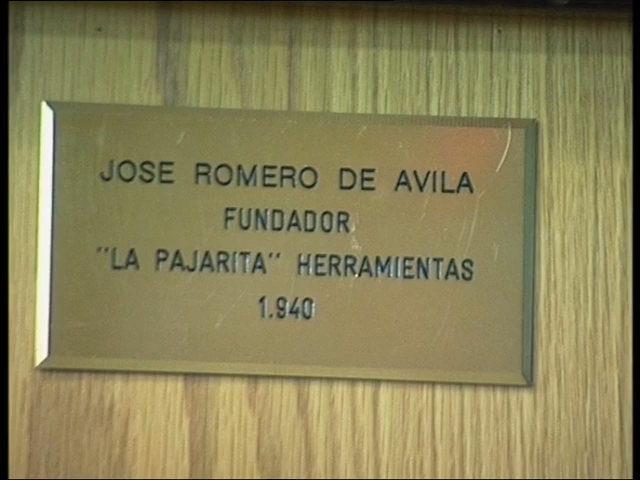 JOSE ROMERO DE AVILA
FUNDADOR
"LA PAJARITA" HERRAMIENTAS
1.940